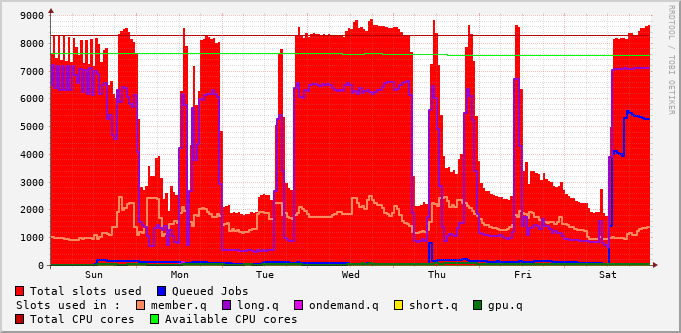 RRDTOOL / TOBI OETIKER
9000
8000
7000
6000
5000
4000
3000
2000
1000
0
Sun Mon Tue Wed Thu Fri Sat
Total slots used Queued Jobs
Slots used in : member.q long.q ondemand.q short.q gpu.q
Total CPU cores Available CPU cores